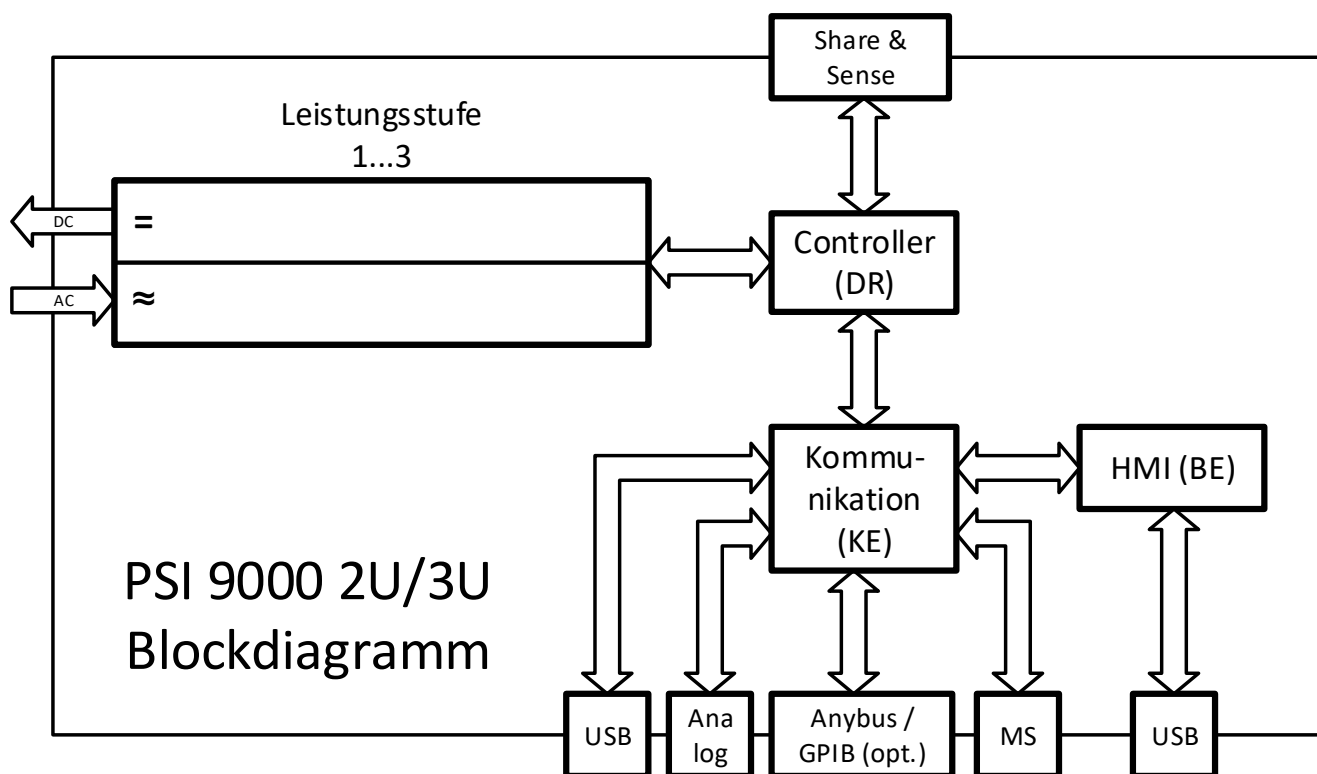 Share &
Sense
Leistungsstufe
1...3
DC
=
AC
≈
Controller
(DR)
Kommu-
nikation
(KE)
HMI (BE)
PSI 9000 2U/3U
Blockdiagramm
USB
Ana
log
Anybus /
GPIB (opt.)
MS
USB